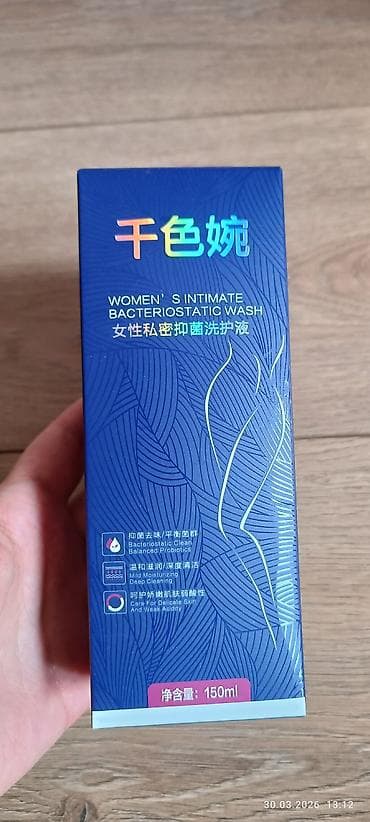 千色婉
WOMEN'S INTIMATE
BACTERIOSTATIC WASH
女性私密抑菌洗护液
抑菌去味/平衡菌群
Bacteriostatic Clean
Balanced Probiotics
温和滋润/深度清洁
Mild Moisturizing
Deep Cleaning
呵护娇嫩肌肤弱酸性
Care For Delicate Skin
And Weak Acidity
净含量：150ml
30.03.2026 13:12